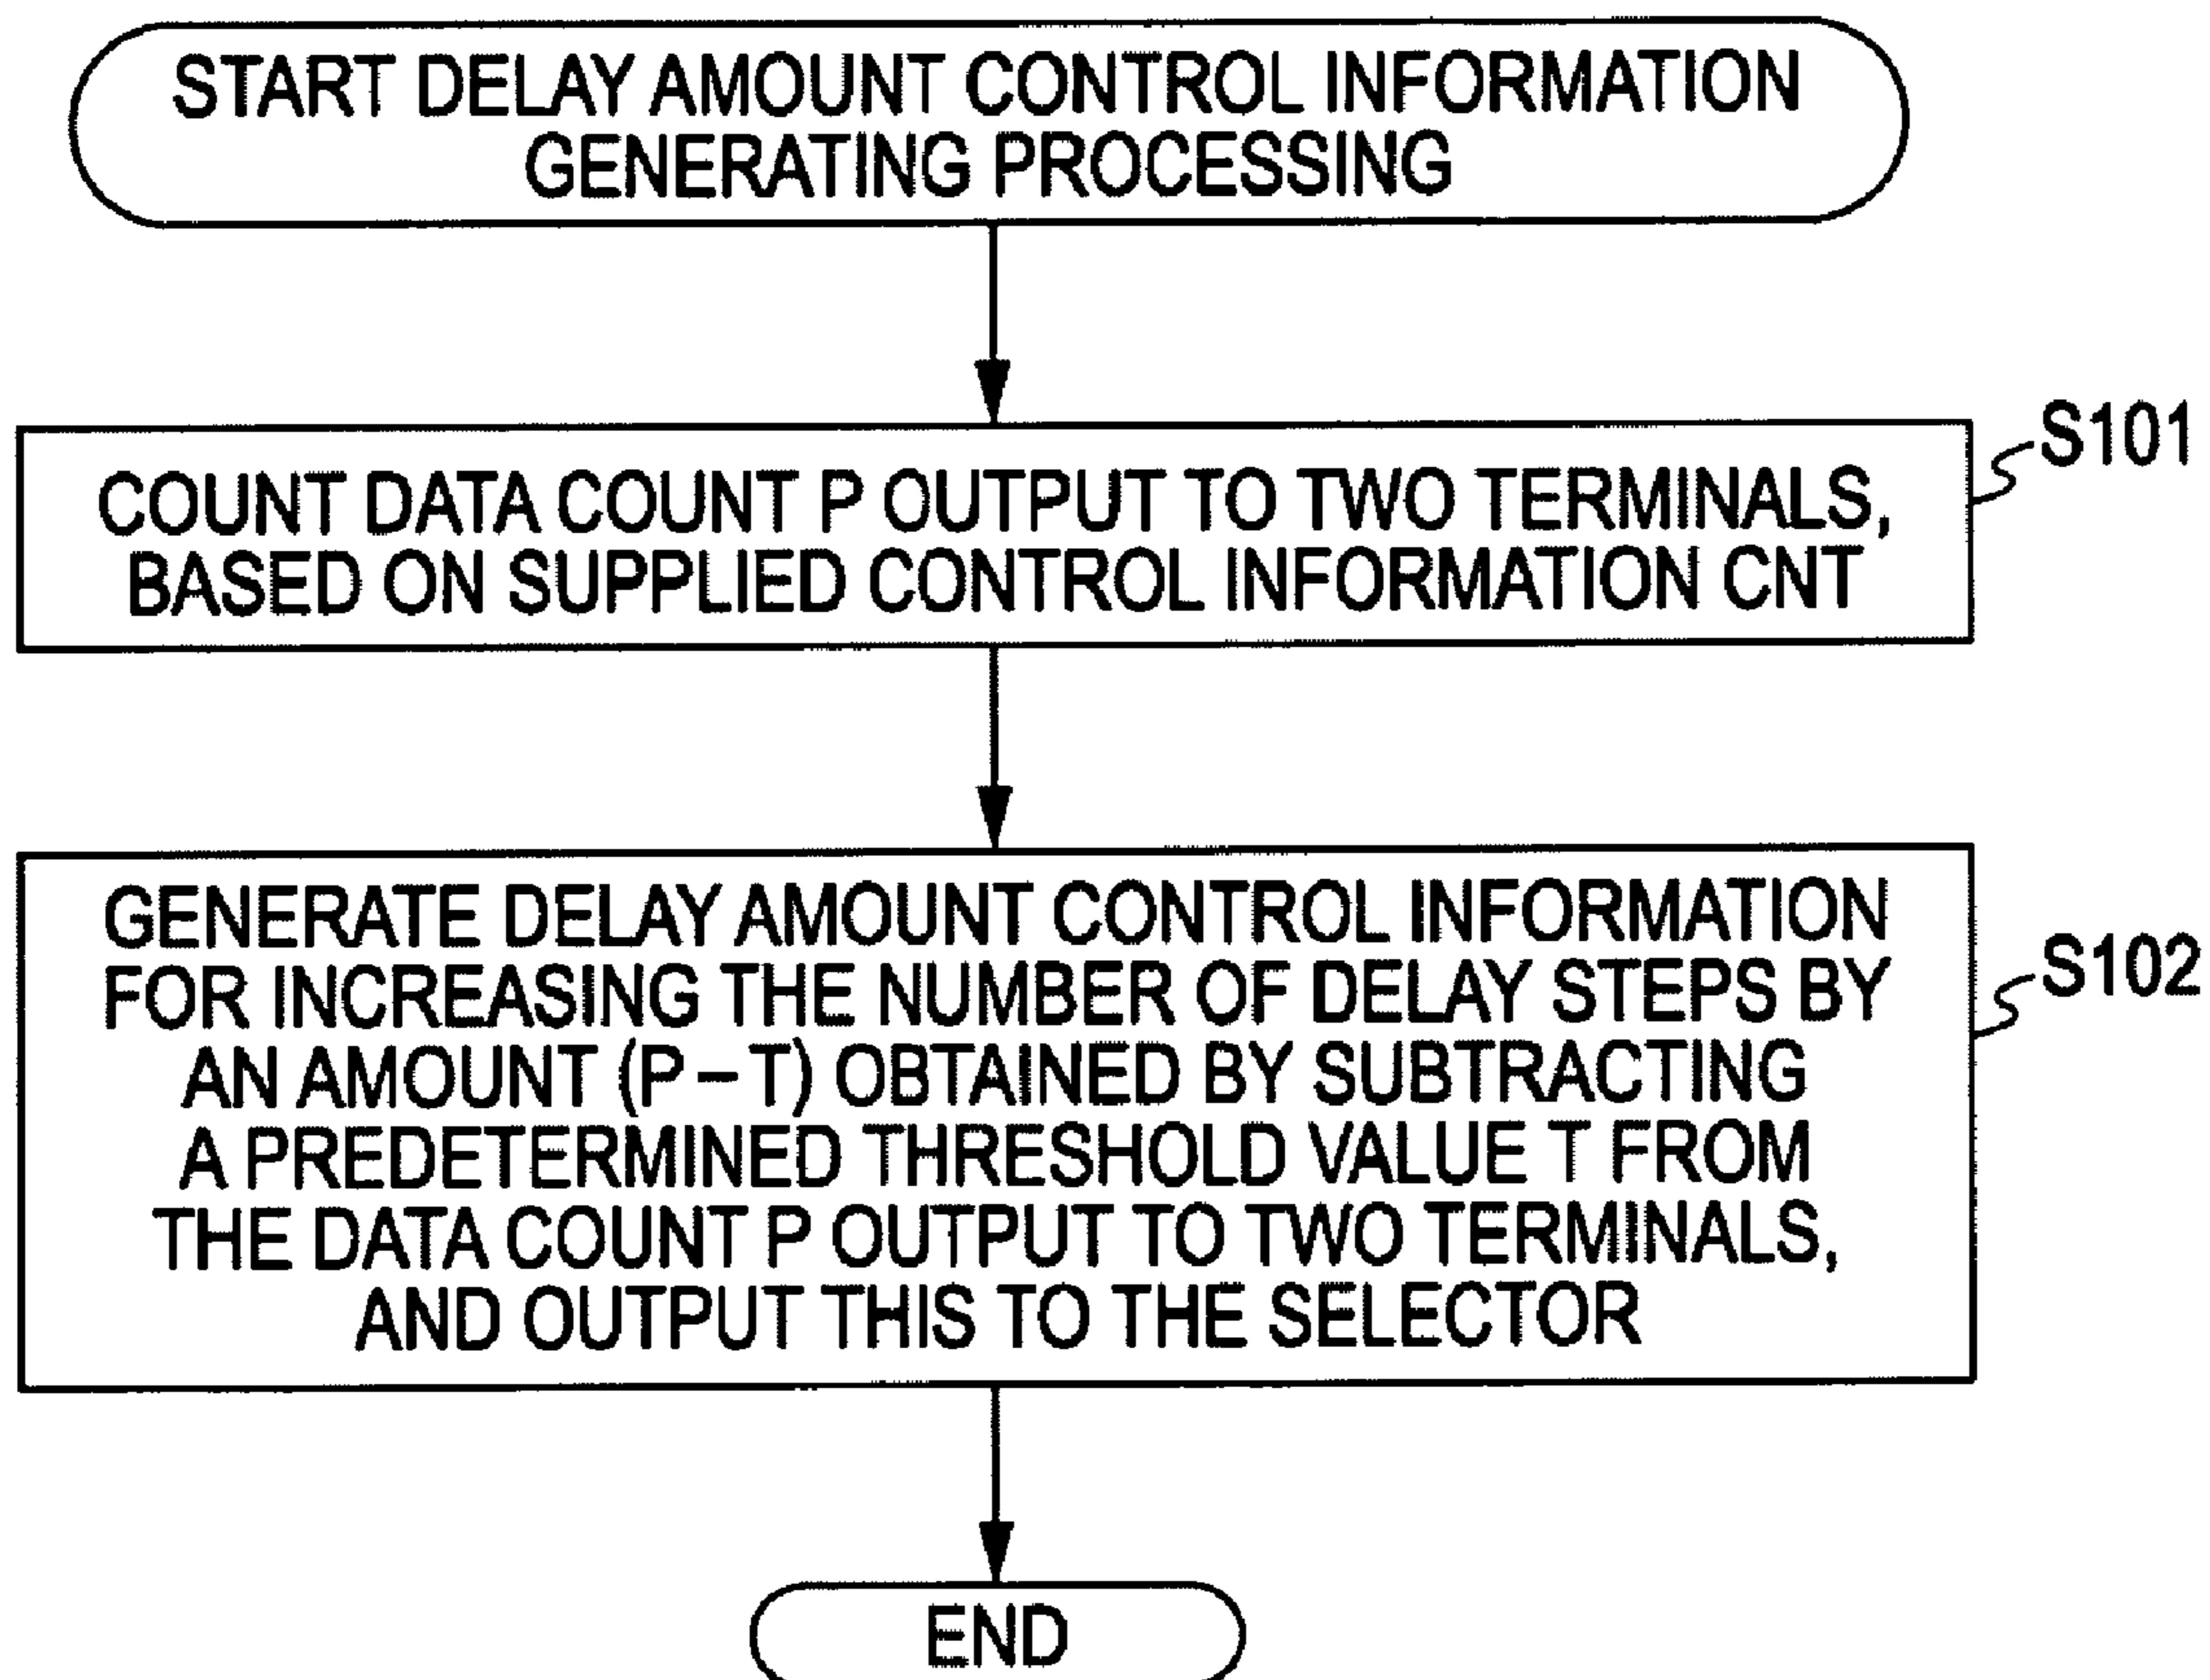 START DELAY AMOUNT CONTROL INFORMATION
GENERATING PROCESSING
S101
COUNT DATA COUNT P OUTPUT TO TWO TERMINALS,
BASED ON SUPPLIED CONTROL INFORMATION CNT
GENERATE DELAY AMOUNT CONTROL INFORMATION
FOR INCREASING THE NUMBER OF DELAY STEPS BY
S102
AN AMOUNT (P–T) OBTAINED BY SUBTRACTING
A PREDETERMINED THRESHOLD VALUE T FROM
THE DATA COUNT P OUTPUT TO TWO TERMINALS,
AND OUTPUT THIS TO THE SELECTOR
END